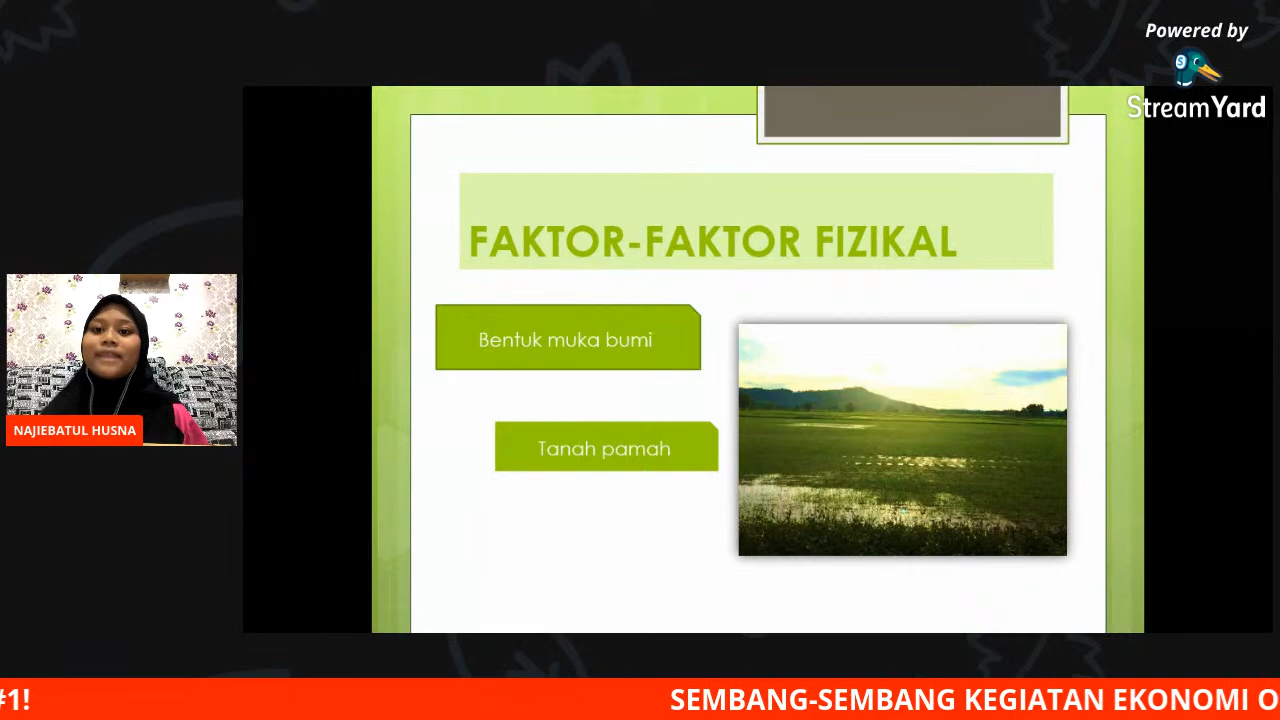 Powered by
StreamYard
FAKTOR-FAKTOR FIZIKAL
Bentuk muka bumi
Tanah pamah
NAJIEBATUL HUSNA
#1!
SEMBANG-SEMBANG KEGIATAN EKONOMI O